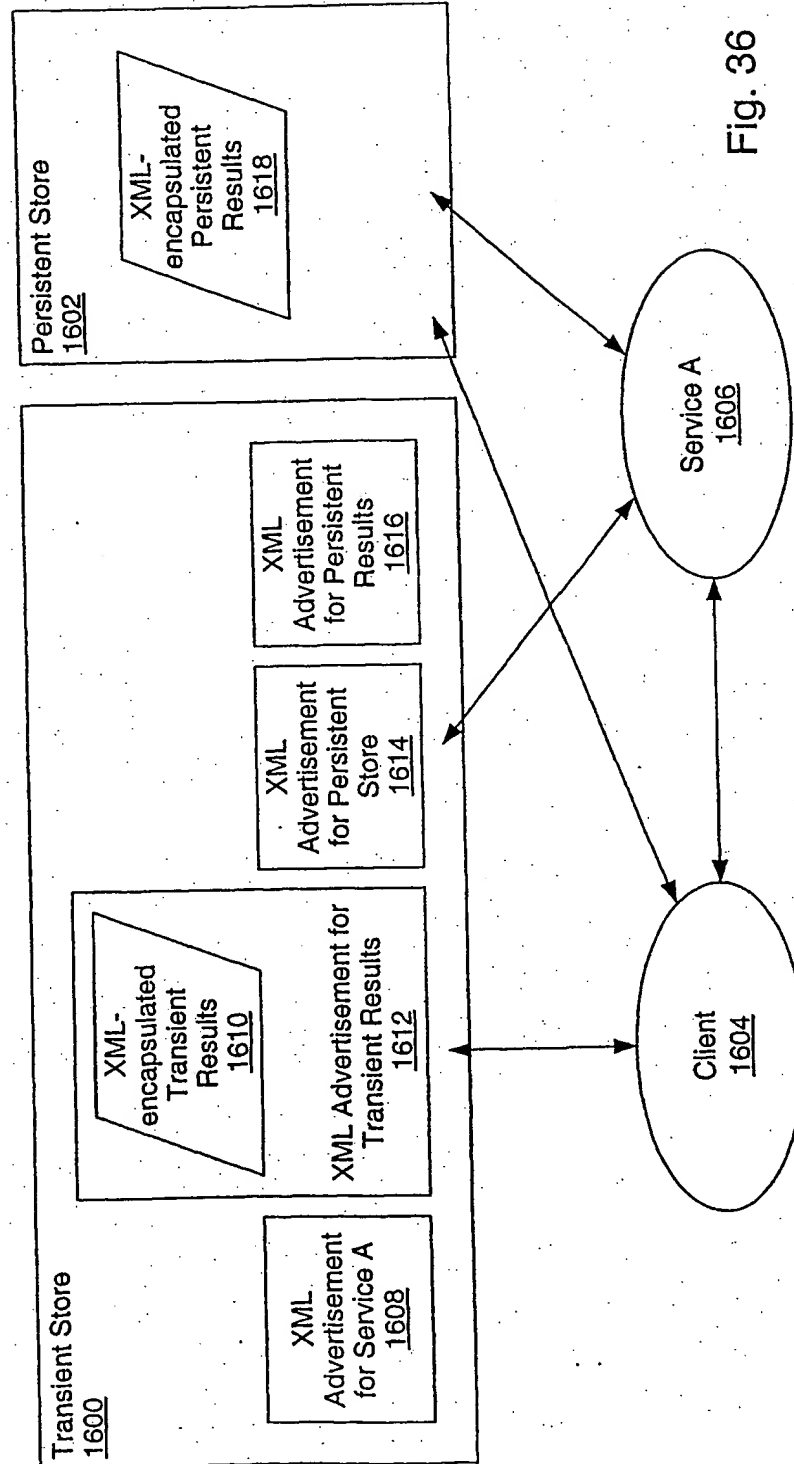 Transient Store
1600
XML
Advertisement
for Service A
1608
XML-
encapsulated
Transient
Results
1610
XML Advertisement for
Transient Results
1612
XML
Advertisement
for Persistent
Store
1614
XML
Advertisement
for Persistent
Results
1616
Persistent Store
1602
XML-
encapsulated
Persistent
Results
1618
Client
1604
Service A
1606
Fig. 36